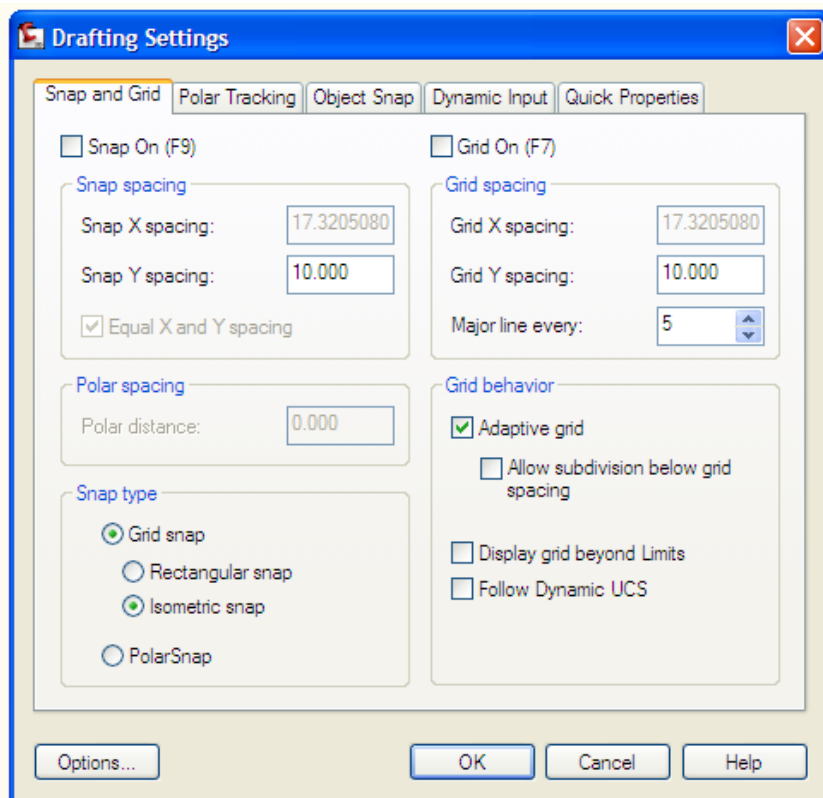 Drafting Settings
Snap and Grid
Polar Tracking
Object Snap
Dynamic Input
Quick Properties
Snap On (F9)
Snap spacing
Snap X spacing:
17.3205080
Snap Y spacing:
10.000
Equal X and Y spacing
Polar spacing
Polar distance:
0.000
Snap type
Grid snap
Rectangular snap
Isometric snap
PolarSnap
Grid On (F7)
Grid spacing
Grid X spacing:
17.3205080
Grid Y spacing:
10.000
Major line every:
5
Grid behavior
Adaptive grid
Allow subdivision below grid
spacing
Display grid beyond Limits
Follow Dynamic UCS
Options...
OK
Cancel
Help